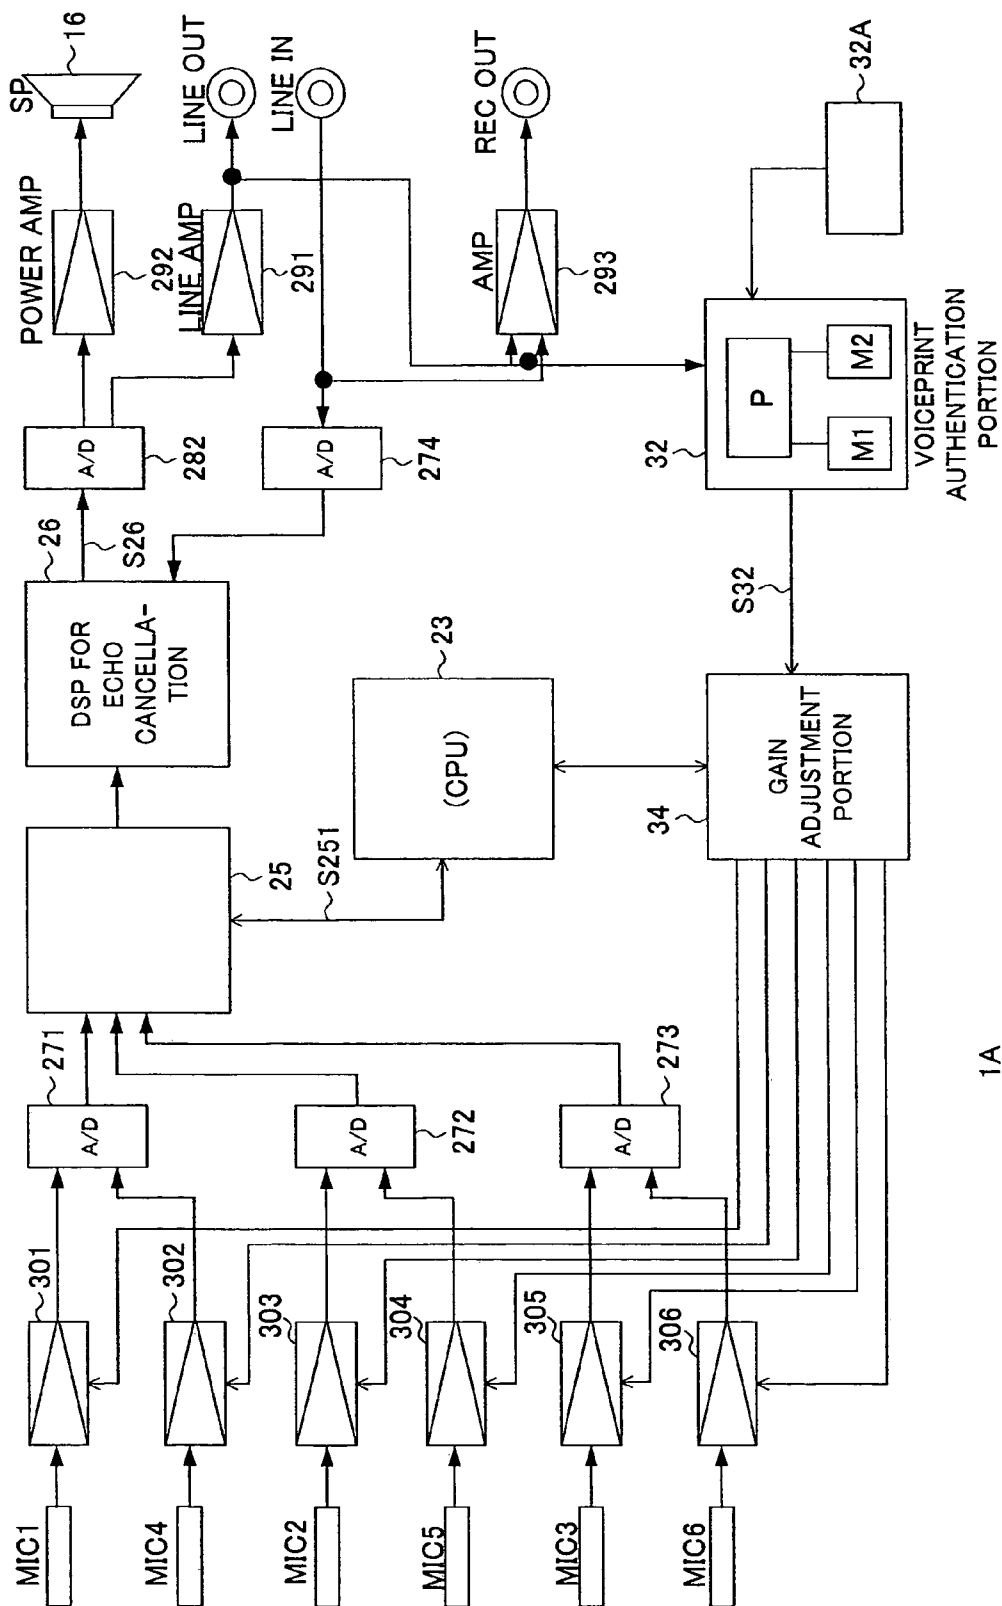 MIC1
MIC4
MIC2
MIC5
MIC3
MIC6
301
302
303
304
305
306
271
A/D
272
A/D
273
A/D
25
S251
23
(CPU)
26
DSP FOR
ECHO
CANCELLA-
TION
S26
A/D
282
A/D
274
POWER AMP
292
LINE AMP
291
SP
16
LINE OUT
LINE IN
AMP
293
REC OUT
32A
32
P
M1
M2
VOICEPRINT
AUTHENTICATION
PORTION
S32
34
GAIN
ADJUSTMENT
PORTION
1A